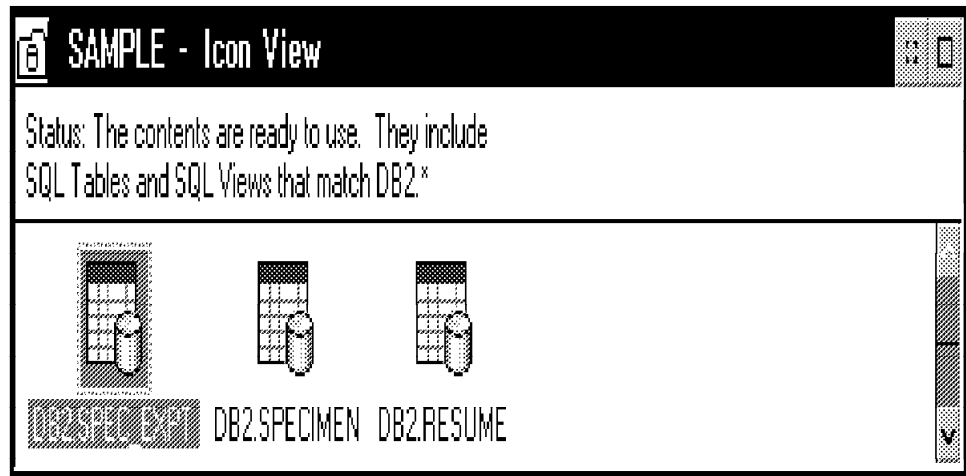 SAMPLE - Icon View
Status: The contents are ready to use. They include
SQL Tables and SQL Views that match DB2.*
DB2.SPEC_EXPT DB2.SPECIMEN DB2.RESUME